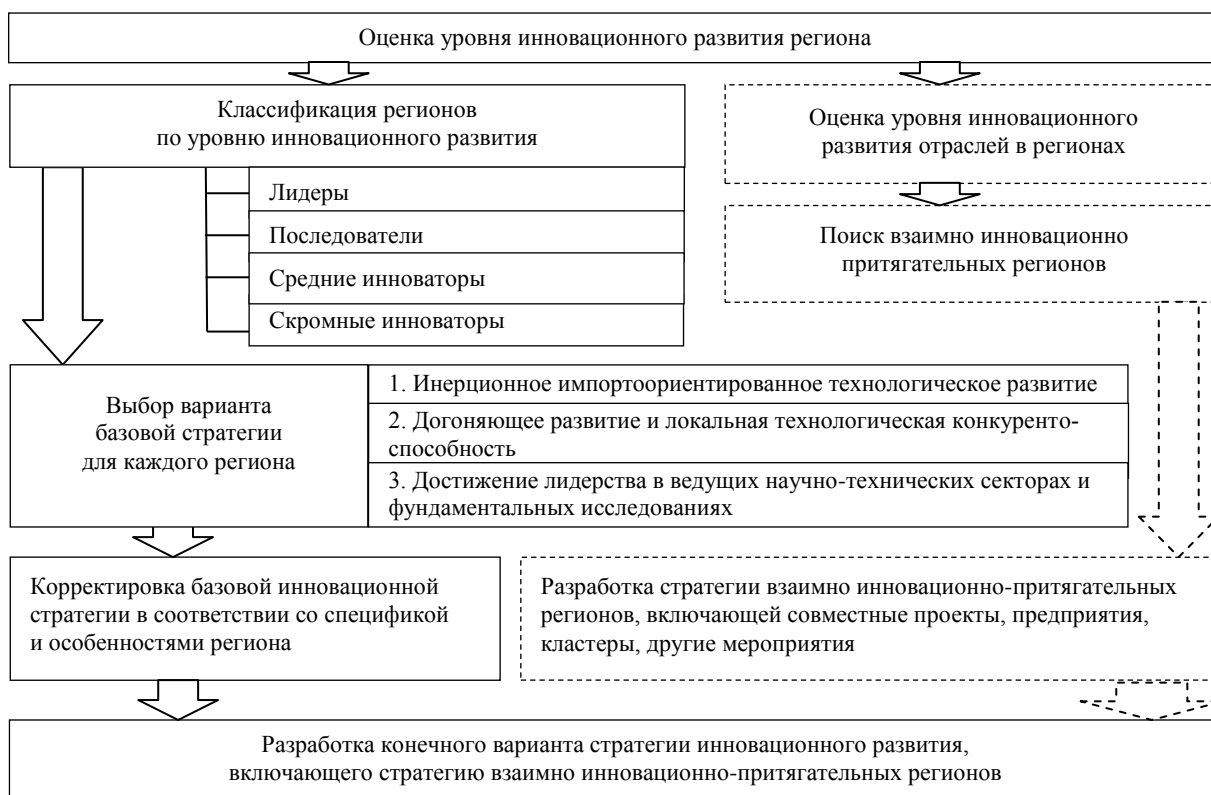 Оценка уровня инновационного развития региона
Классификация регионов
по уровню инновационного развития
Лидеры
Последователи
Средние инноваторы
Скромные инноваторы
Оценка уровня инновационного
развития отраслей в регионах
Поиск взаимно инновационно
притягательных регионов
Выбор варианта
базовой стратегии
для каждого региона
1. Инерционное импортоориентированное технологическое развитие
2. Догоняющее развитие и локальная технологическая конкуренто-
способность
3. Достижение лидерства в ведущих научно-технических секторах и
фундаментальных исследованиях
Корректировка базовой инновационной
стратегии в соответствии со спецификой
и особенностями региона
Разработка стратегии взаимно инновационно-притягательных
регионов, включающей совместные проекты, предприятия,
кластеры, другие мероприятия
Разработка конечного варианта стратегии инновационного развития,
включающего стратегию взаимно инновационно-притягательных регионов